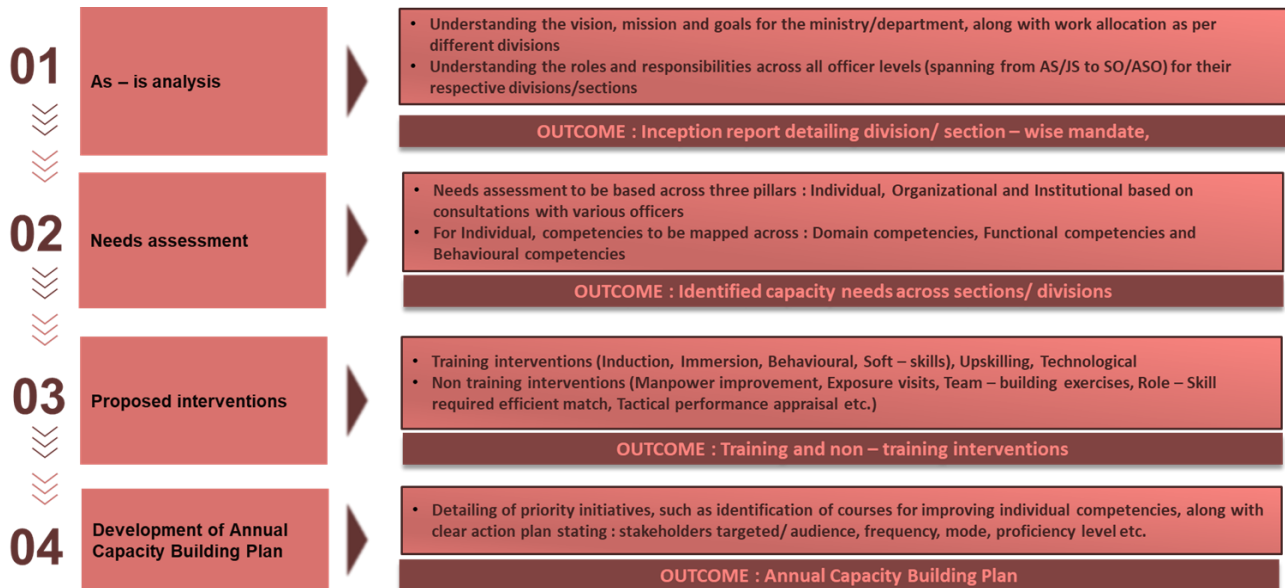 01
As – is analysis
• Understanding the vision, mission and goals for the ministry/department, along with work allocation as per
different divisions
• Understanding the roles and responsibilities across all officer levels (spanning from AS/JS to SO/ASO) for their
respective divisions/sections
OUTCOME : Inception report detailing division/ section – wise mandate,
02
Needs assessment
• Needs assessment to be based across three pillars : Individual, Organizational and Institutional based on
consultations with various officers
• For Individual, competencies to be mapped across : Domain competencies, Functional competencies and
Behavioural competencies
OUTCOME : Identified capacity needs across sections/ divisions
03
Proposed interventions
• Training interventions (Induction, Immersion, Behavioural, Soft – skills), Upskilling, Technological
• Non training interventions (Manpower improvement, Exposure visits, Team – building exercises, Role – Skill
required efficient match, Tactical performance appraisal etc.)
OUTCOME : Training and non – training interventions
04
Development of Annual
Capacity Building Plan
• Detailing of priority initiatives, such as identification of courses for improving individual competencies, along with
clear action plan stating : stakeholders targeted/ audience, frequency, mode, proficiency level etc.
OUTCOME : Annual Capacity Building Plan